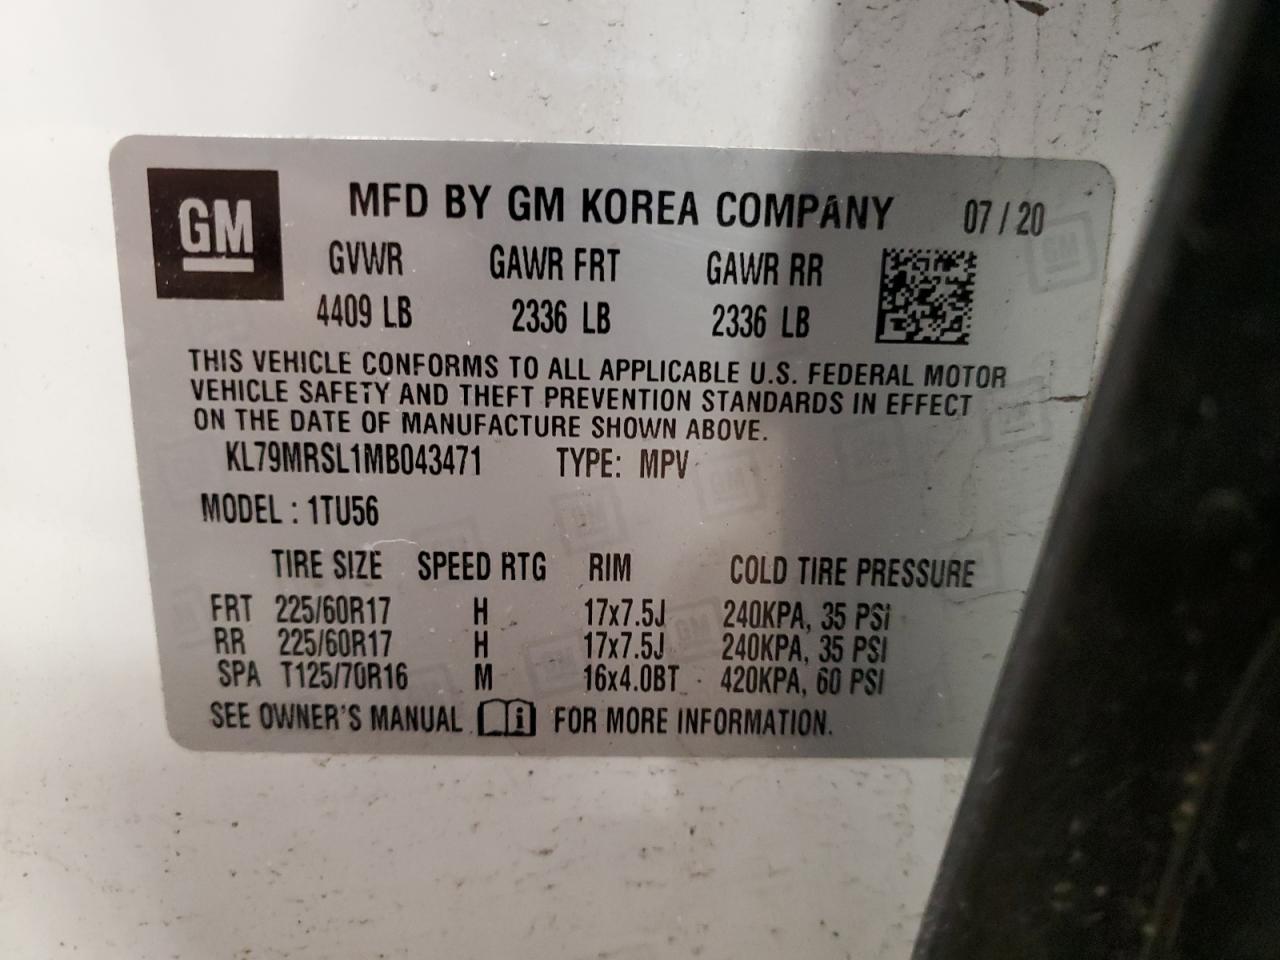 GM MFD BY GM KOREA COMPANY 07/20
GVWR GAWR FRT GAWR RR
4409 LB 2336 LB 2336 LB
THIS VEHICLE CONFORMS TO ALL APPLICABLE U.S. FEDERAL MOTOR
VEHICLE SAFETY AND THEFT PREVENTION STANDARDS IN EFFECT
ON THE DATE OF MANUFACTURE SHOWN ABOVE.
KL79MRSL1MB043471 TYPE: MPV
MODEL : 1TU56
TIRE SIZE SPEED RTG RIM COLD TIRE PRESSURE
FRT 225/60R17 H 17x7.5J 240KPA, 35 PSI
RR 225/60R17 H 17x7.5J 240KPA, 35 PSI
SPA T125/70R16 M 16x4.0BT 420KPA, 60 PSI
SEE OWNER'S MANUAL i FOR MORE INFORMATION.